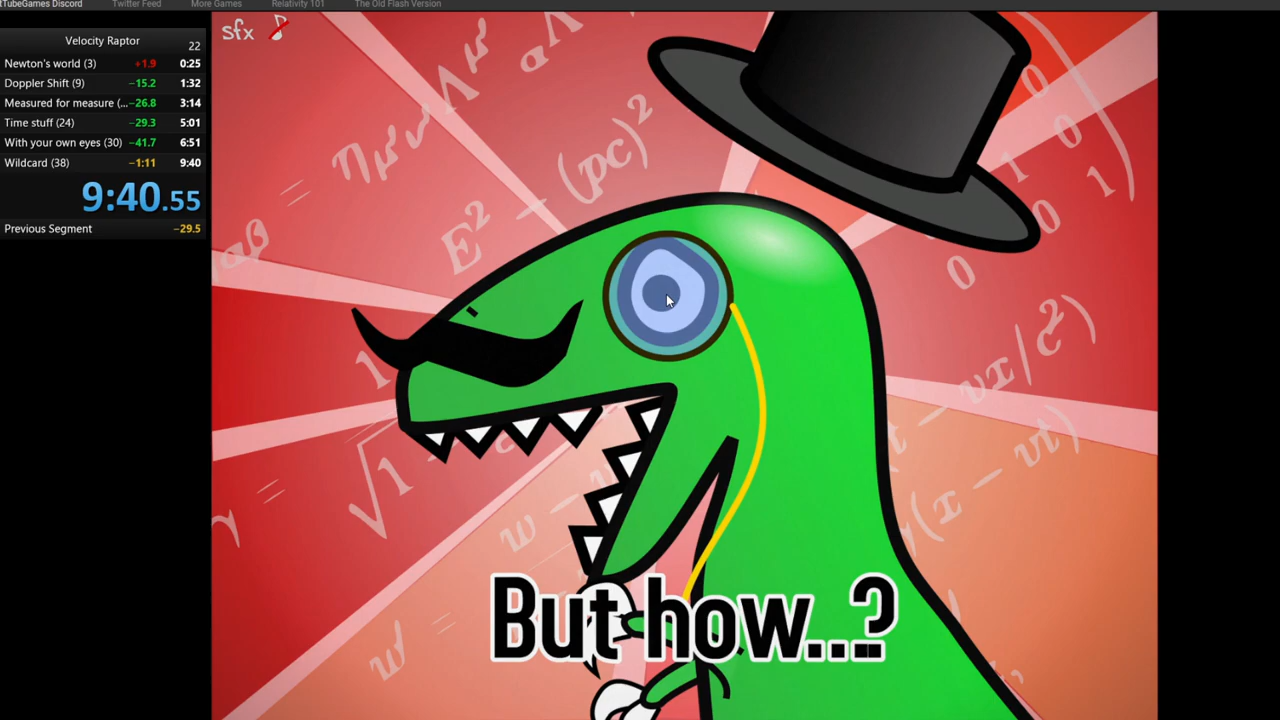 tTubeGames Discord Twitter Feed More Games Relativity 101 The Old Flash Version
Velocity Raptor 22
Newton's world (3) +1.9 0:25
Doppler Shift (9) −15.2 1:32
Measured for measure (... −26.8 3:14
Time stuff (24) −29.3 5:01
With your own eyes (30) −41.7 6:51
Wildcard (38) −1:11 9:40
9:40.55
Previous Segment −29.5
sfx
E² − (pc)²
But how...?